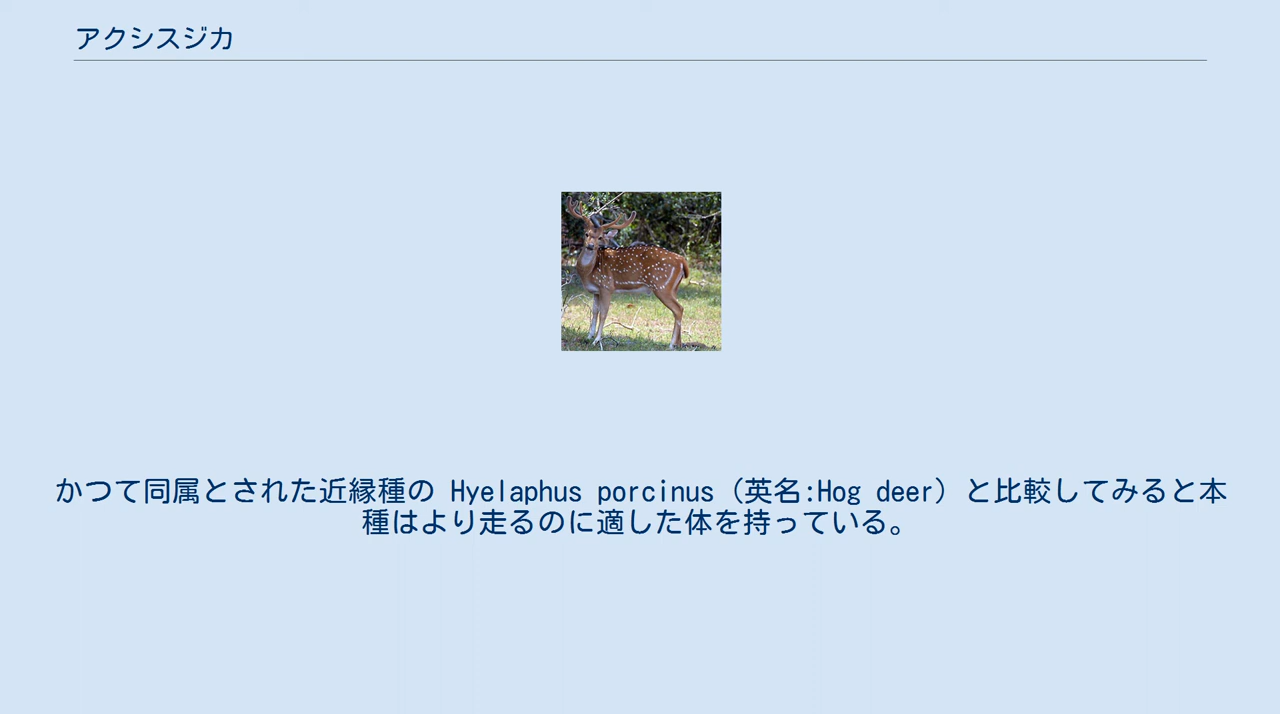 アクシスジカ
かつて同属とされた近縁種の Hyelaphus porcinus（英名:Hog deer）と比較してみると本
種はより走るのに適した体を持っている。